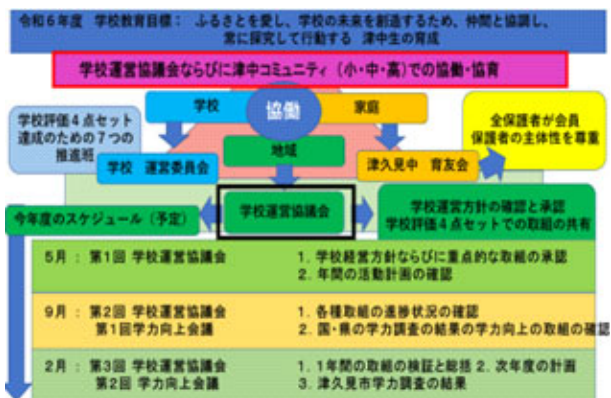 令和6年度 学校教育目標： ふるさとを愛し、学校の未来を創造するため、仲間と協調し、
常に探究して行動する 津中生の育成
学校運営協議会ならびに津中コミュニティ（小・中・高）での協働・協育
学校
協働
家庭
学校評価４点セット
達成のための７つの
推進班
地域
全保護者が会員
保護者の主体性を尊重
学校 運営委員会
津久見中 育友会
今年度のスケジュール（予定）
学校運営協議会
学校運営方針の確認と承認
学校評価４点セットでの取組の共有
5月 : 第1回 学校運営協議会
1. 学校経営方針ならびに重点的な取組の承認
2. 年間の活動計画の確認
9月 : 第2回 学校運営協議会
第1回学力向上会議
1. 各種取組の進捗状況の確認
2. 国・県の学力調査の結果の学力向上の取組の確認
2月 : 第3回 学校運営協議会
第2回 学力向上会議
1. 1年間の取組の検証と総括 2. 次年度の計画
3. 津久見市学力調査の結果